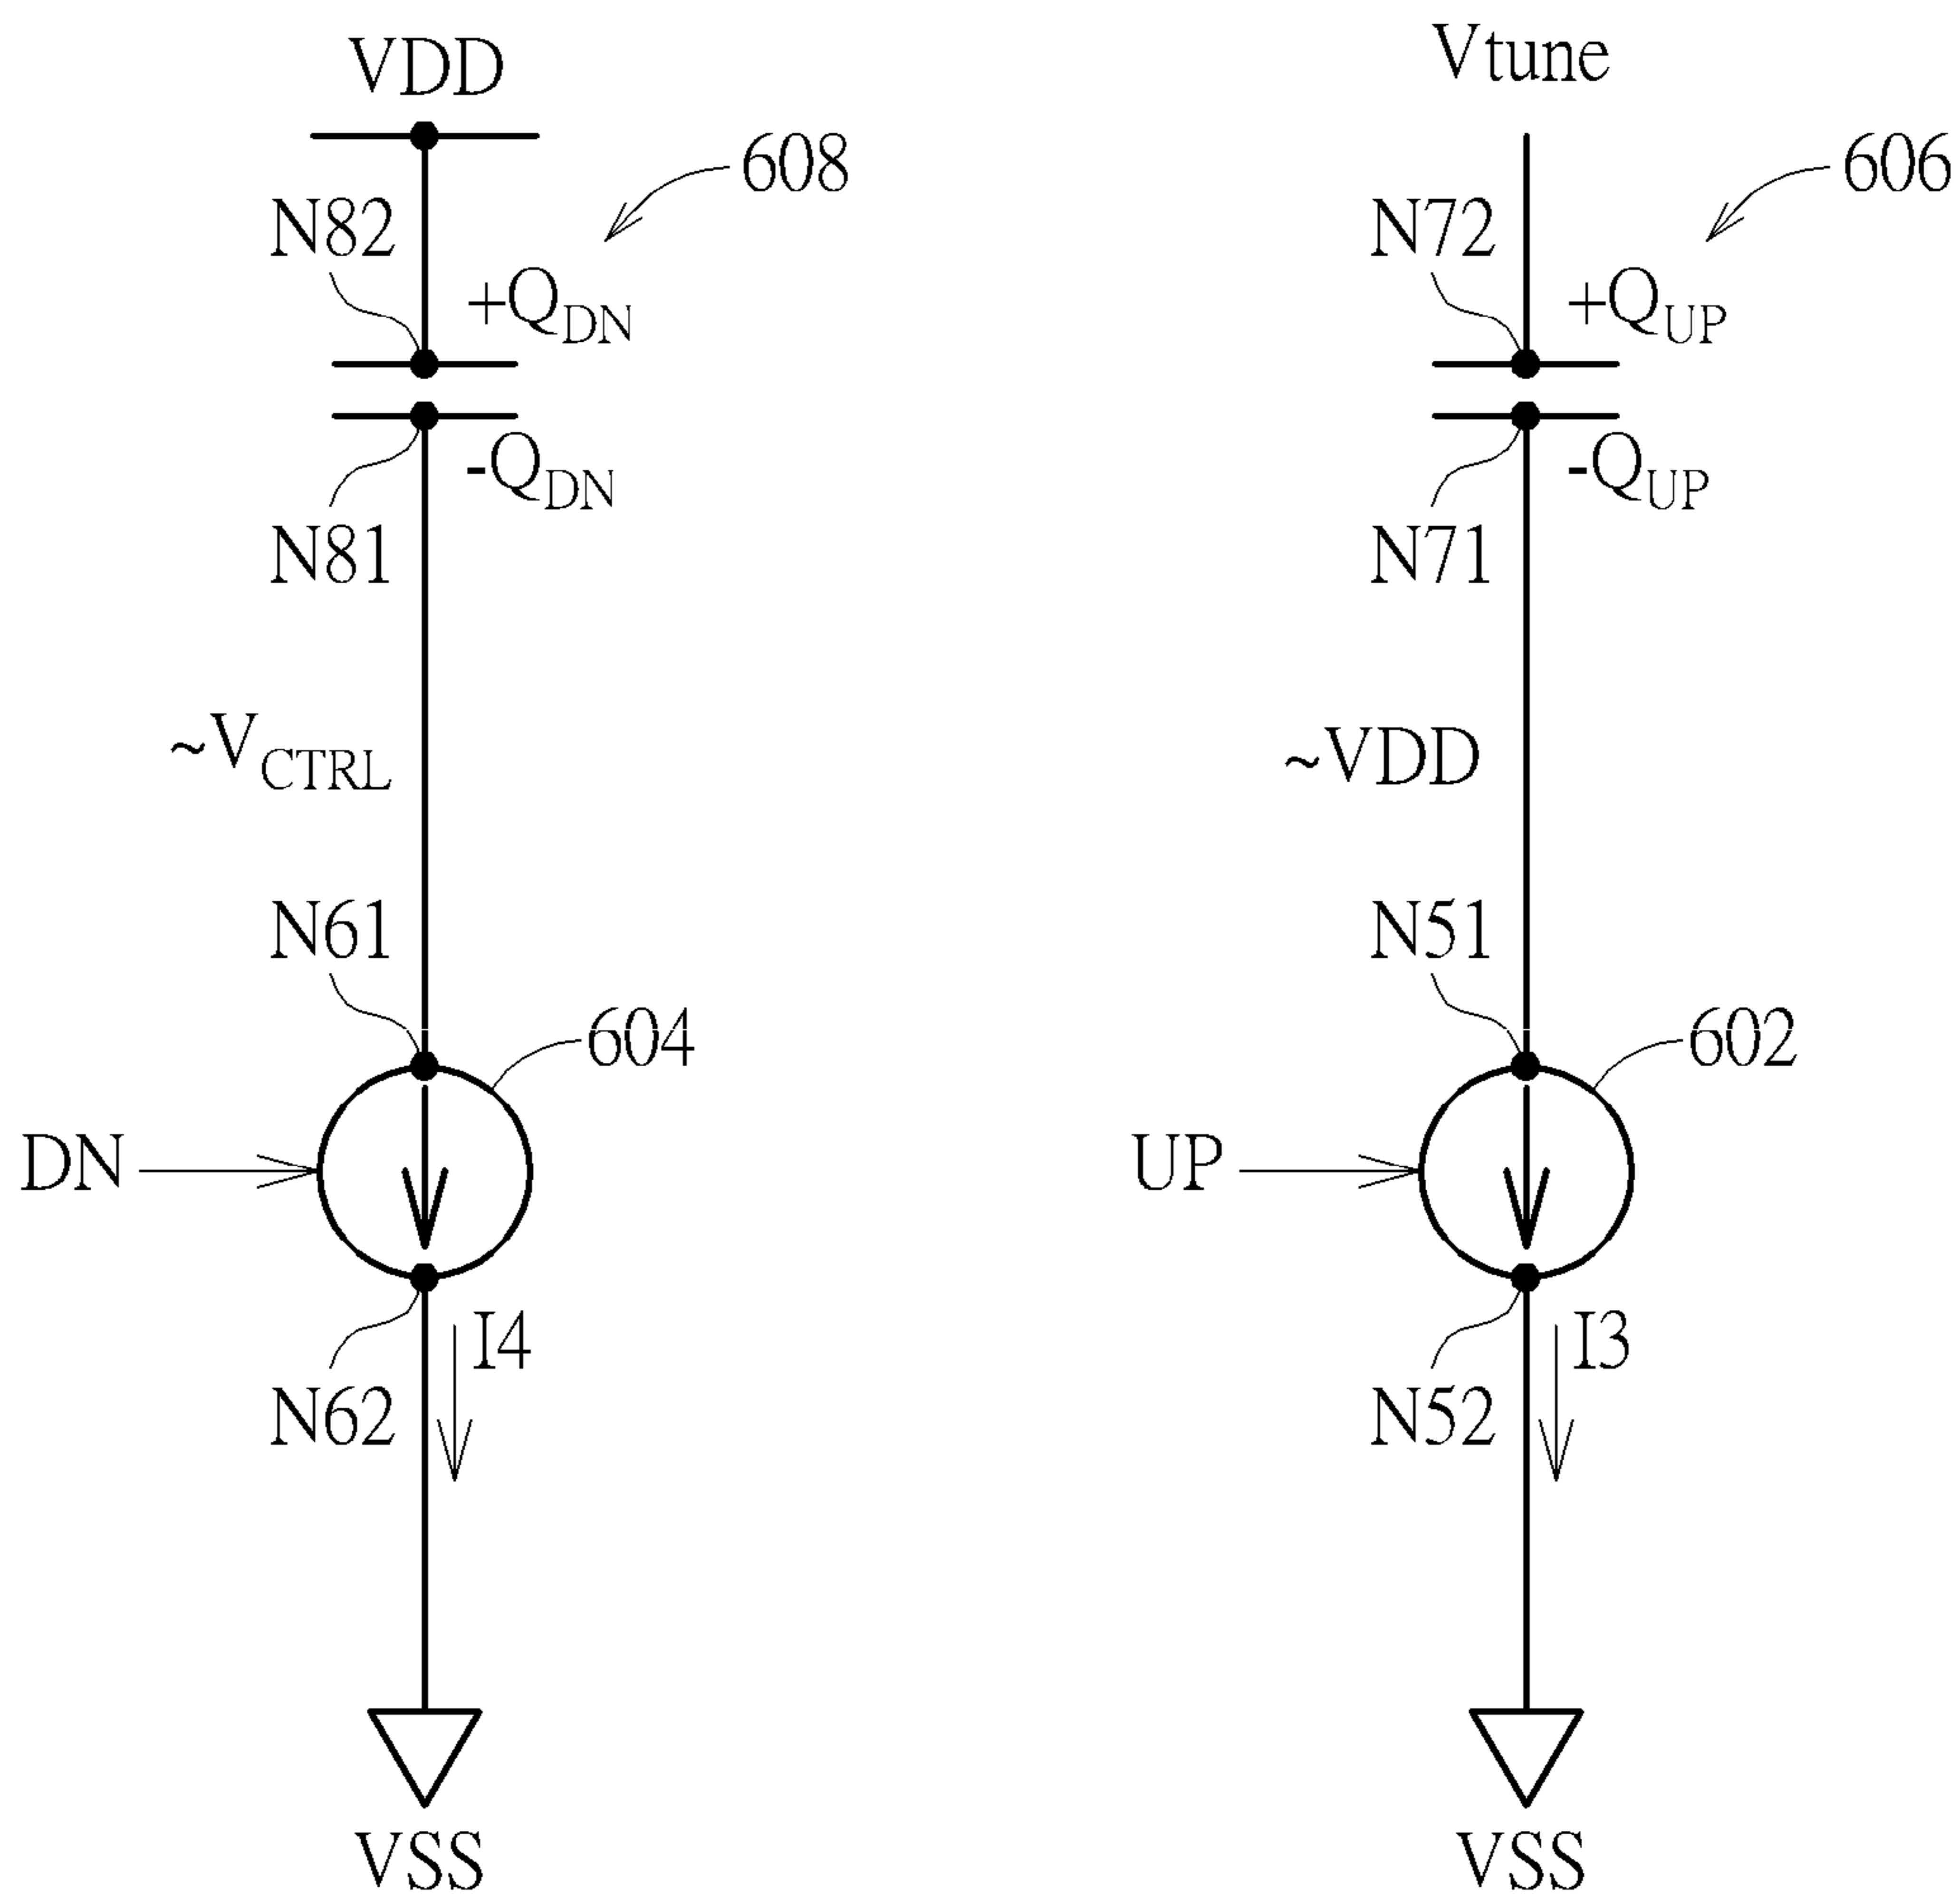 VDD
608
N82
+QDN
-QDN
N81
~VCTRL
N61
604
DN
I4
N62
VSS
Vtune
606
N72
+QUP
-QUP
N71
~VDD
N51
602
UP
I3
N52
VSS